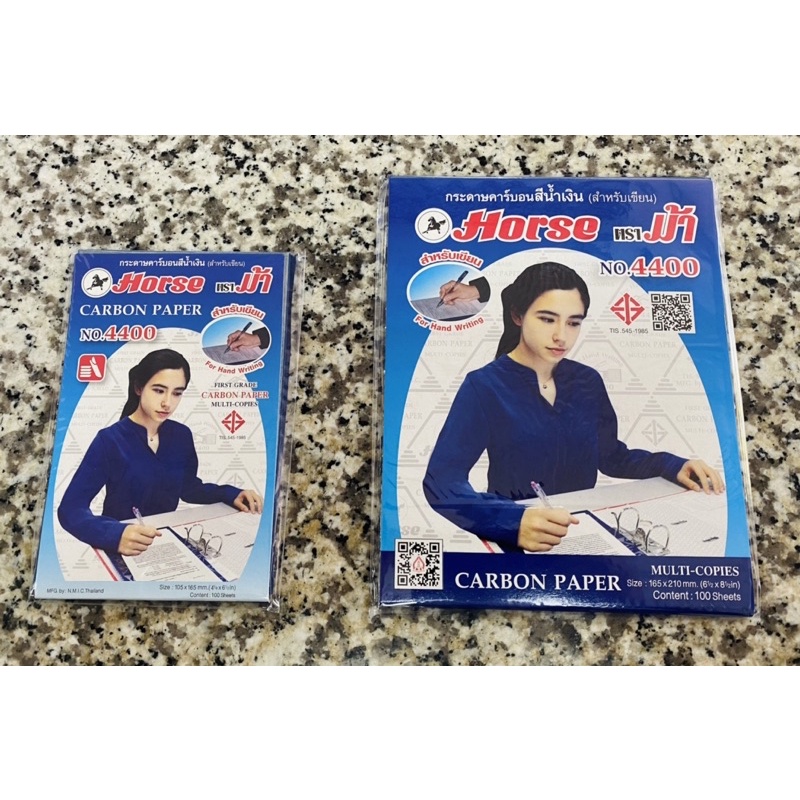 กระดาษคาร์บอนสีน้ำเงิน (สำหรับเขียน)
Horse ตรา ม้า
CARBON PAPER
NO.4400
สำหรับเขียน
For Hand Writing
FIRST GRADE
CARBON PAPER
MULTI-COPIES
TIS.545-1985
MFG by: N.M.I.C.Thailand
Content : 100 Sheets
กระดาษคาร์บอนสีน้ำเงิน (สำหรับเขียน)
Horse ตรา ม้า
NO.4400
สำหรับเขียน
For Hand Writing
TIS. 545-1985
CARBON PAPER
MULTI-COPIES
Size : 165 x 210 mm. (6½ x 8½in)
Content : 100 Sheets